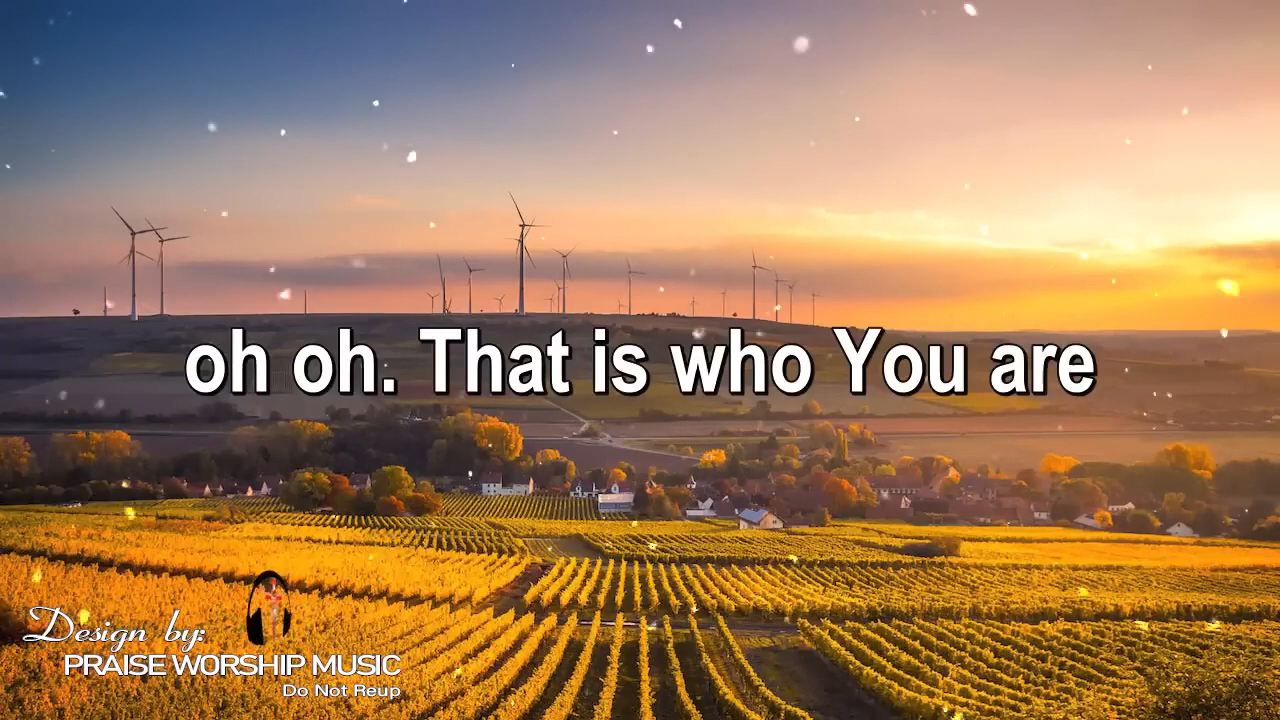 oh oh. That is who You are
Design by:
PRAISE WORSHIP MUSIC
Do Not Reup